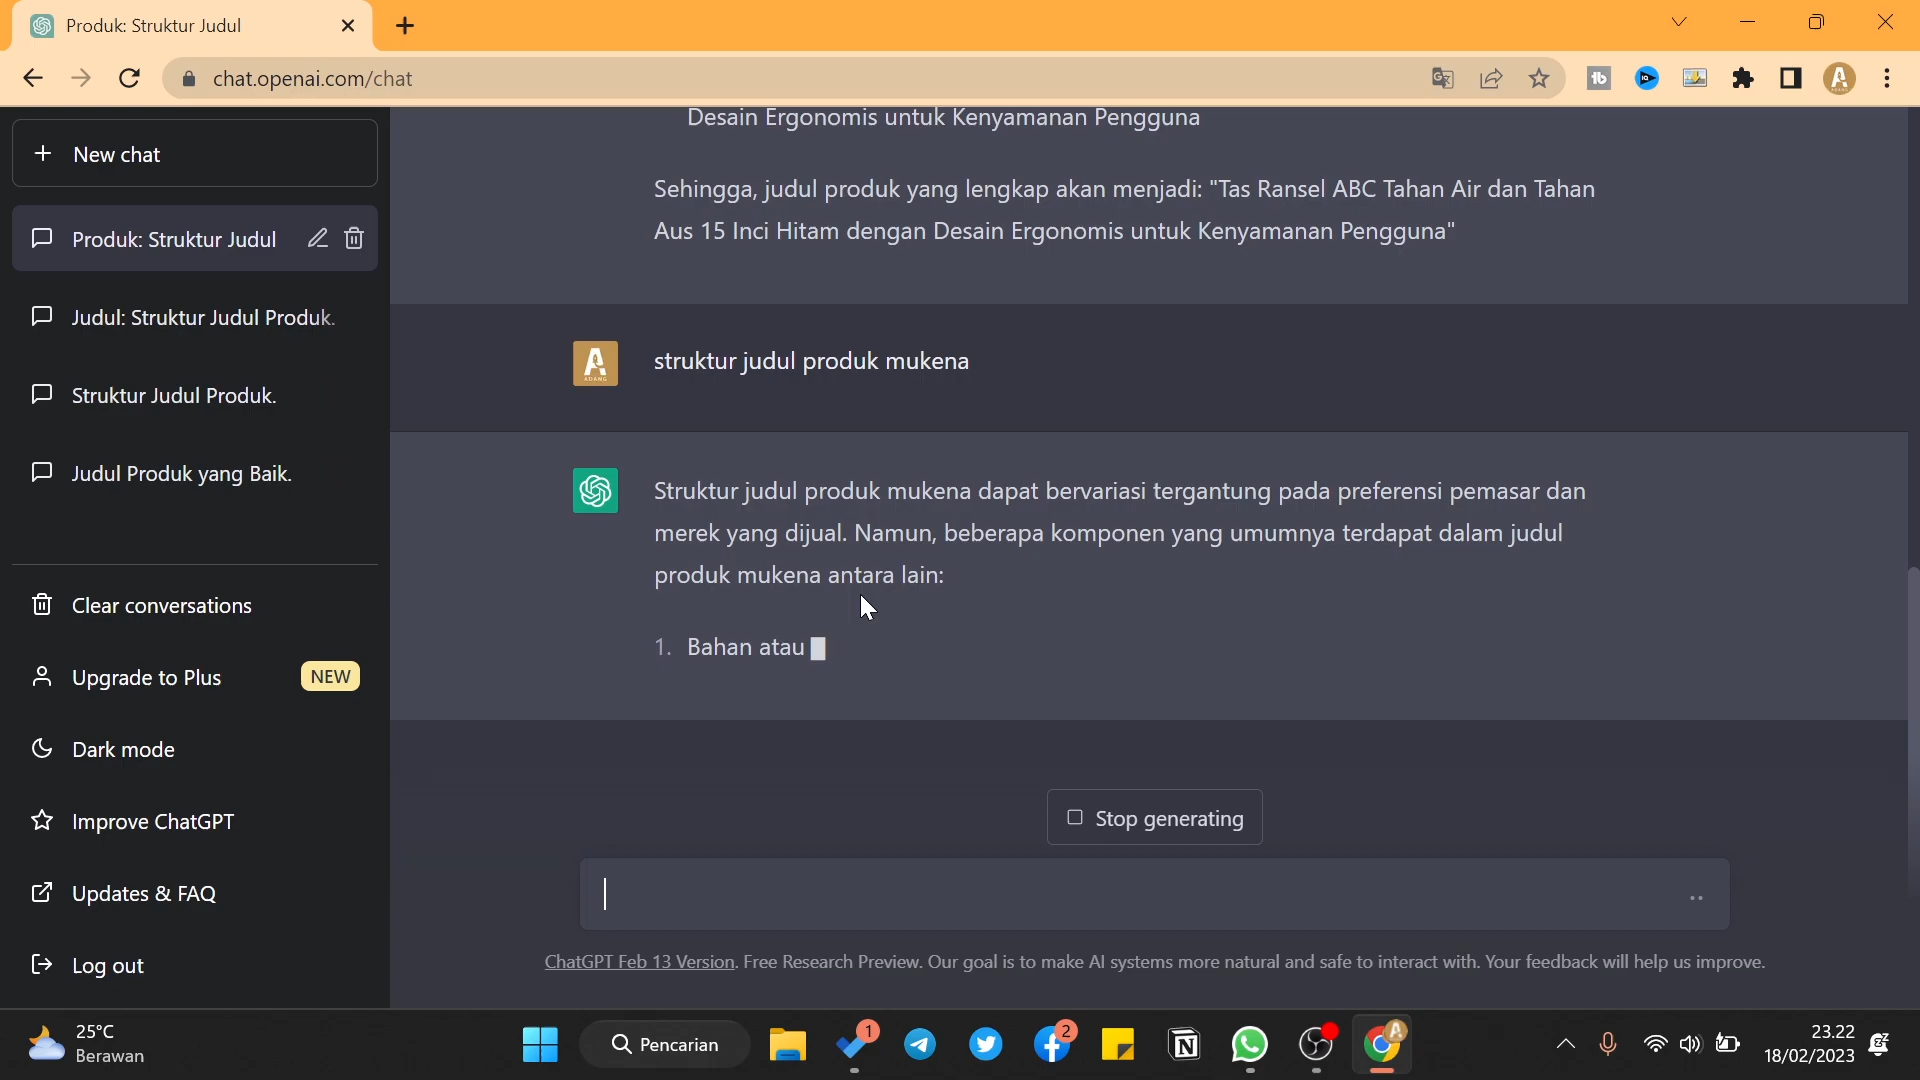 Produk: Struktur Judul
chat.openai.com/chat
New chat
Produk: Struktur Judul
Judul: Struktur Judul Produk.
Struktur Judul Produk.
Judul Produk yang Baik.
Clear conversations
Upgrade to Plus NEW
Dark mode
Improve ChatGPT
Updates & FAQ
Log out
Desain Ergonomis untuk Kenyamanan Pengguna
Sehingga, judul produk yang lengkap akan menjadi: "Tas Ransel ABC Tahan Air dan Tahan
Aus 15 Inci Hitam dengan Desain Ergonomis untuk Kenyamanan Pengguna"
A
ADANG
struktur judul produk mukena
Struktur judul produk mukena dapat bervariasi tergantung pada preferensi pemasar dan
merek yang dijual. Namun, beberapa komponen yang umumnya terdapat dalam judul
produk mukena antara lain:
1. Bahan atau
Stop generating
ChatGPT Feb 13 Version. Free Research Preview. Our goal is to make AI systems more natural and safe to interact with. Your feedback will help us improve.
25°C
Berawan
Pencarian
1
2
23.22
18/02/2023